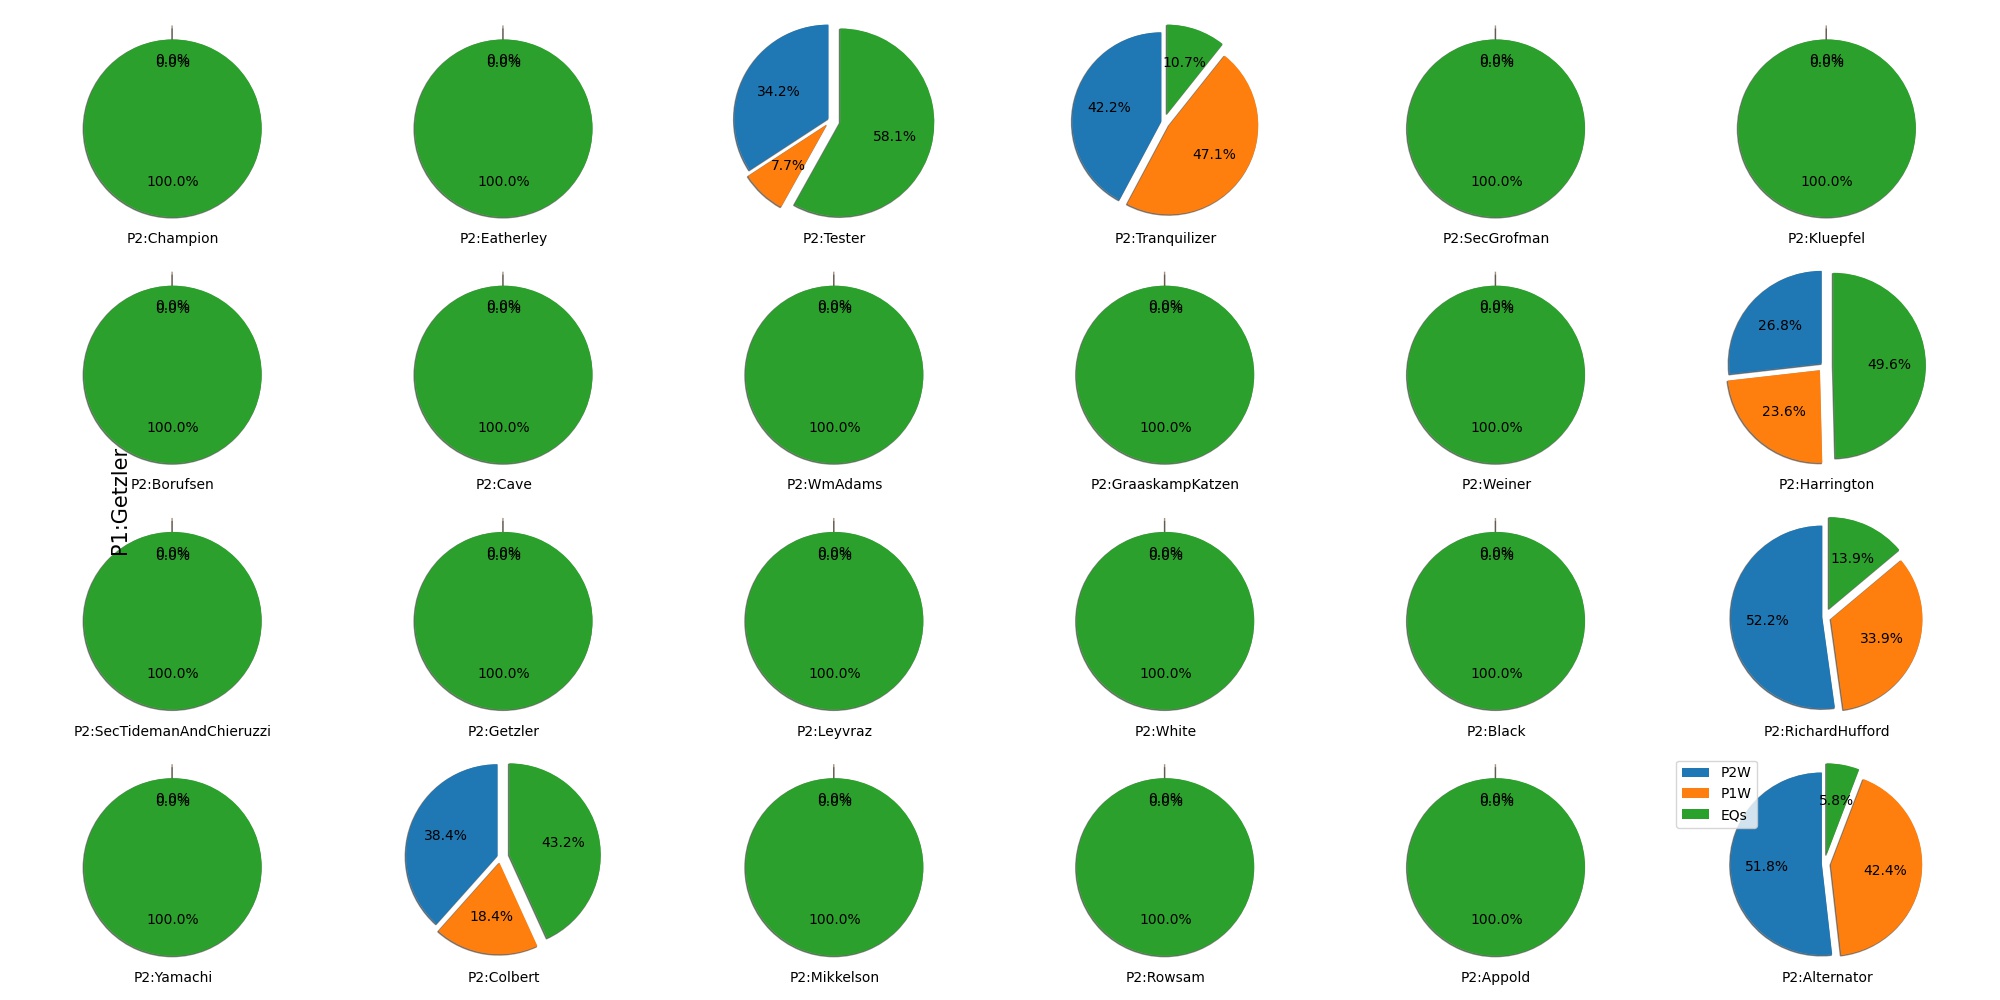 0.0%
0.0%
100.0%
P2:Champion
0.0%
0.0%
100.0%
P2:Eatherley
34.2%
7.7%
58.1%
P2:Tester
42.2%
47.1%
10.7%
P2:Tranquilizer
0.0%
0.0%
100.0%
P2:SecGrofman
0.0%
0.0%
100.0%
P2:Kluepfel
P1:Getzler
0.0%
0.0%
100.0%
P2:Borufsen
0.0%
0.0%
100.0%
P2:Cave
0.0%
0.0%
100.0%
P2:WmAdams
0.0%
0.0%
100.0%
P2:GraaskampKatzen
0.0%
0.0%
100.0%
P2:Weiner
26.8%
23.6%
49.6%
P2:Harrington
0.0%
0.0%
100.0%
P2:SecTidemanAndChieruzzi
0.0%
0.0%
100.0%
P2:Getzler
0.0%
0.0%
100.0%
P2:Leyvraz
0.0%
0.0%
100.0%
P2:White
0.0%
0.0%
100.0%
P2:Black
52.2%
33.9%
13.9%
P2:RichardHufford
0.0%
0.0%
100.0%
P2:Yamachi
38.4%
18.4%
43.2%
P2:Colbert
0.0%
0.0%
100.0%
P2:Mikkelson
0.0%
0.0%
100.0%
P2:Rowsam
0.0%
0.0%
100.0%
P2:Appold
P2W
P1W
EQs
51.8%
42.4%
5.8%
P2:Alternator